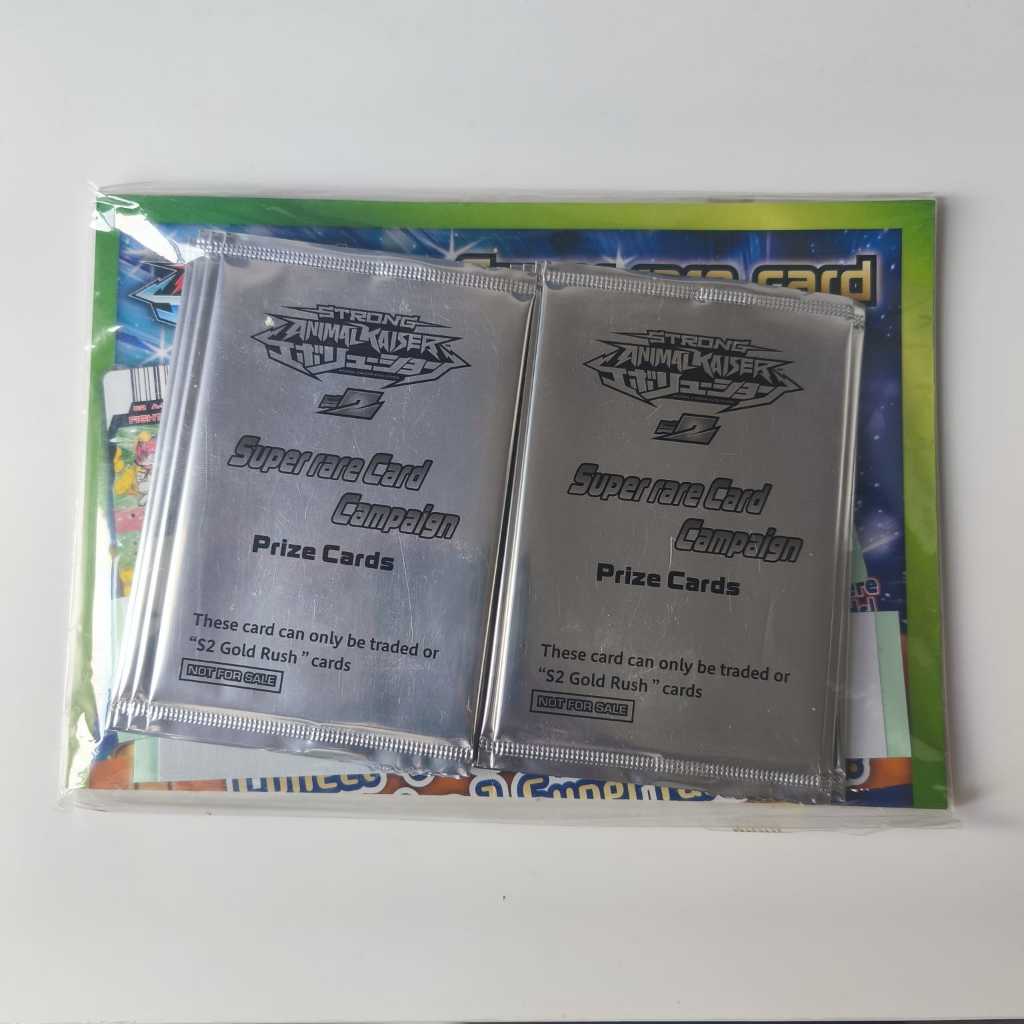 Super rare card
STRONG
ANIMAL KAISER
エボリューション
S2
Super rare Card
Campaign
Prize Cards
These card can only be traded or
“S2 Gold Rush” cards
NOT FOR SALE
STRONG
ANIMAL KAISER
エボリューション
S2
Super rare Card
Campaign
Prize Cards
These card can only be traded or
“S2 Gold Rush” cards
NOT FOR SALE